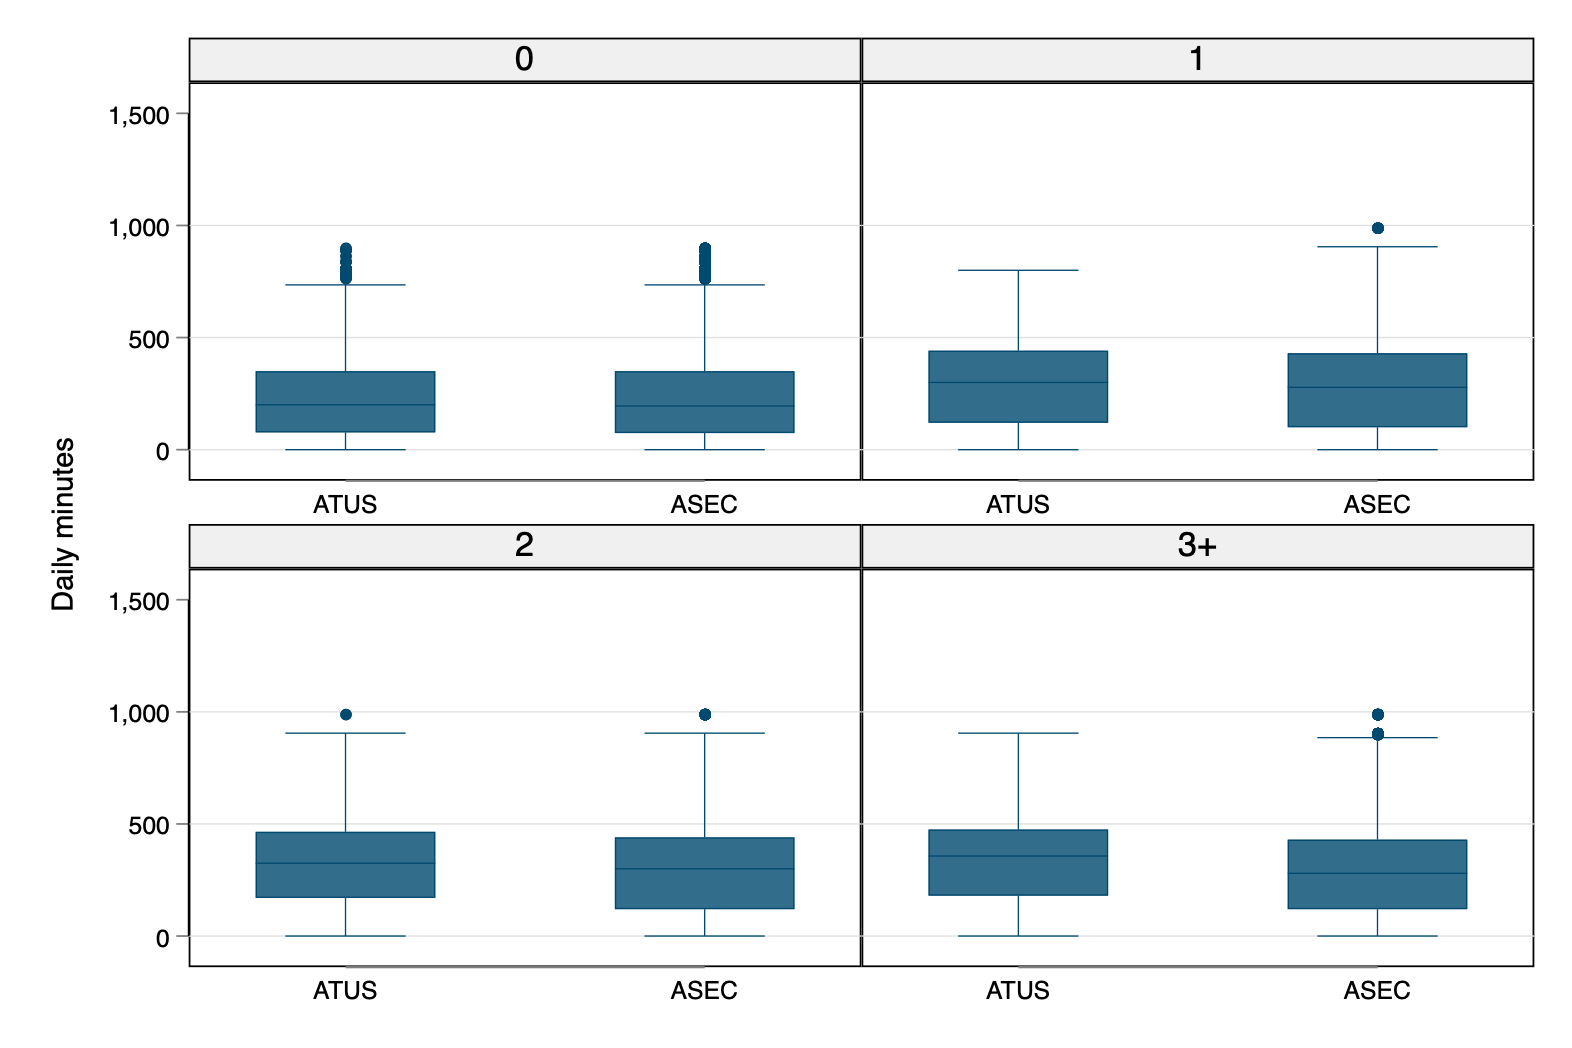 0
1
1,500
1,000
500
0
ATUS
ASEC
ATUS
ASEC
Daily minutes
2
3+
1,500
1,000
500
0
ATUS
ASEC
ATUS
ASEC